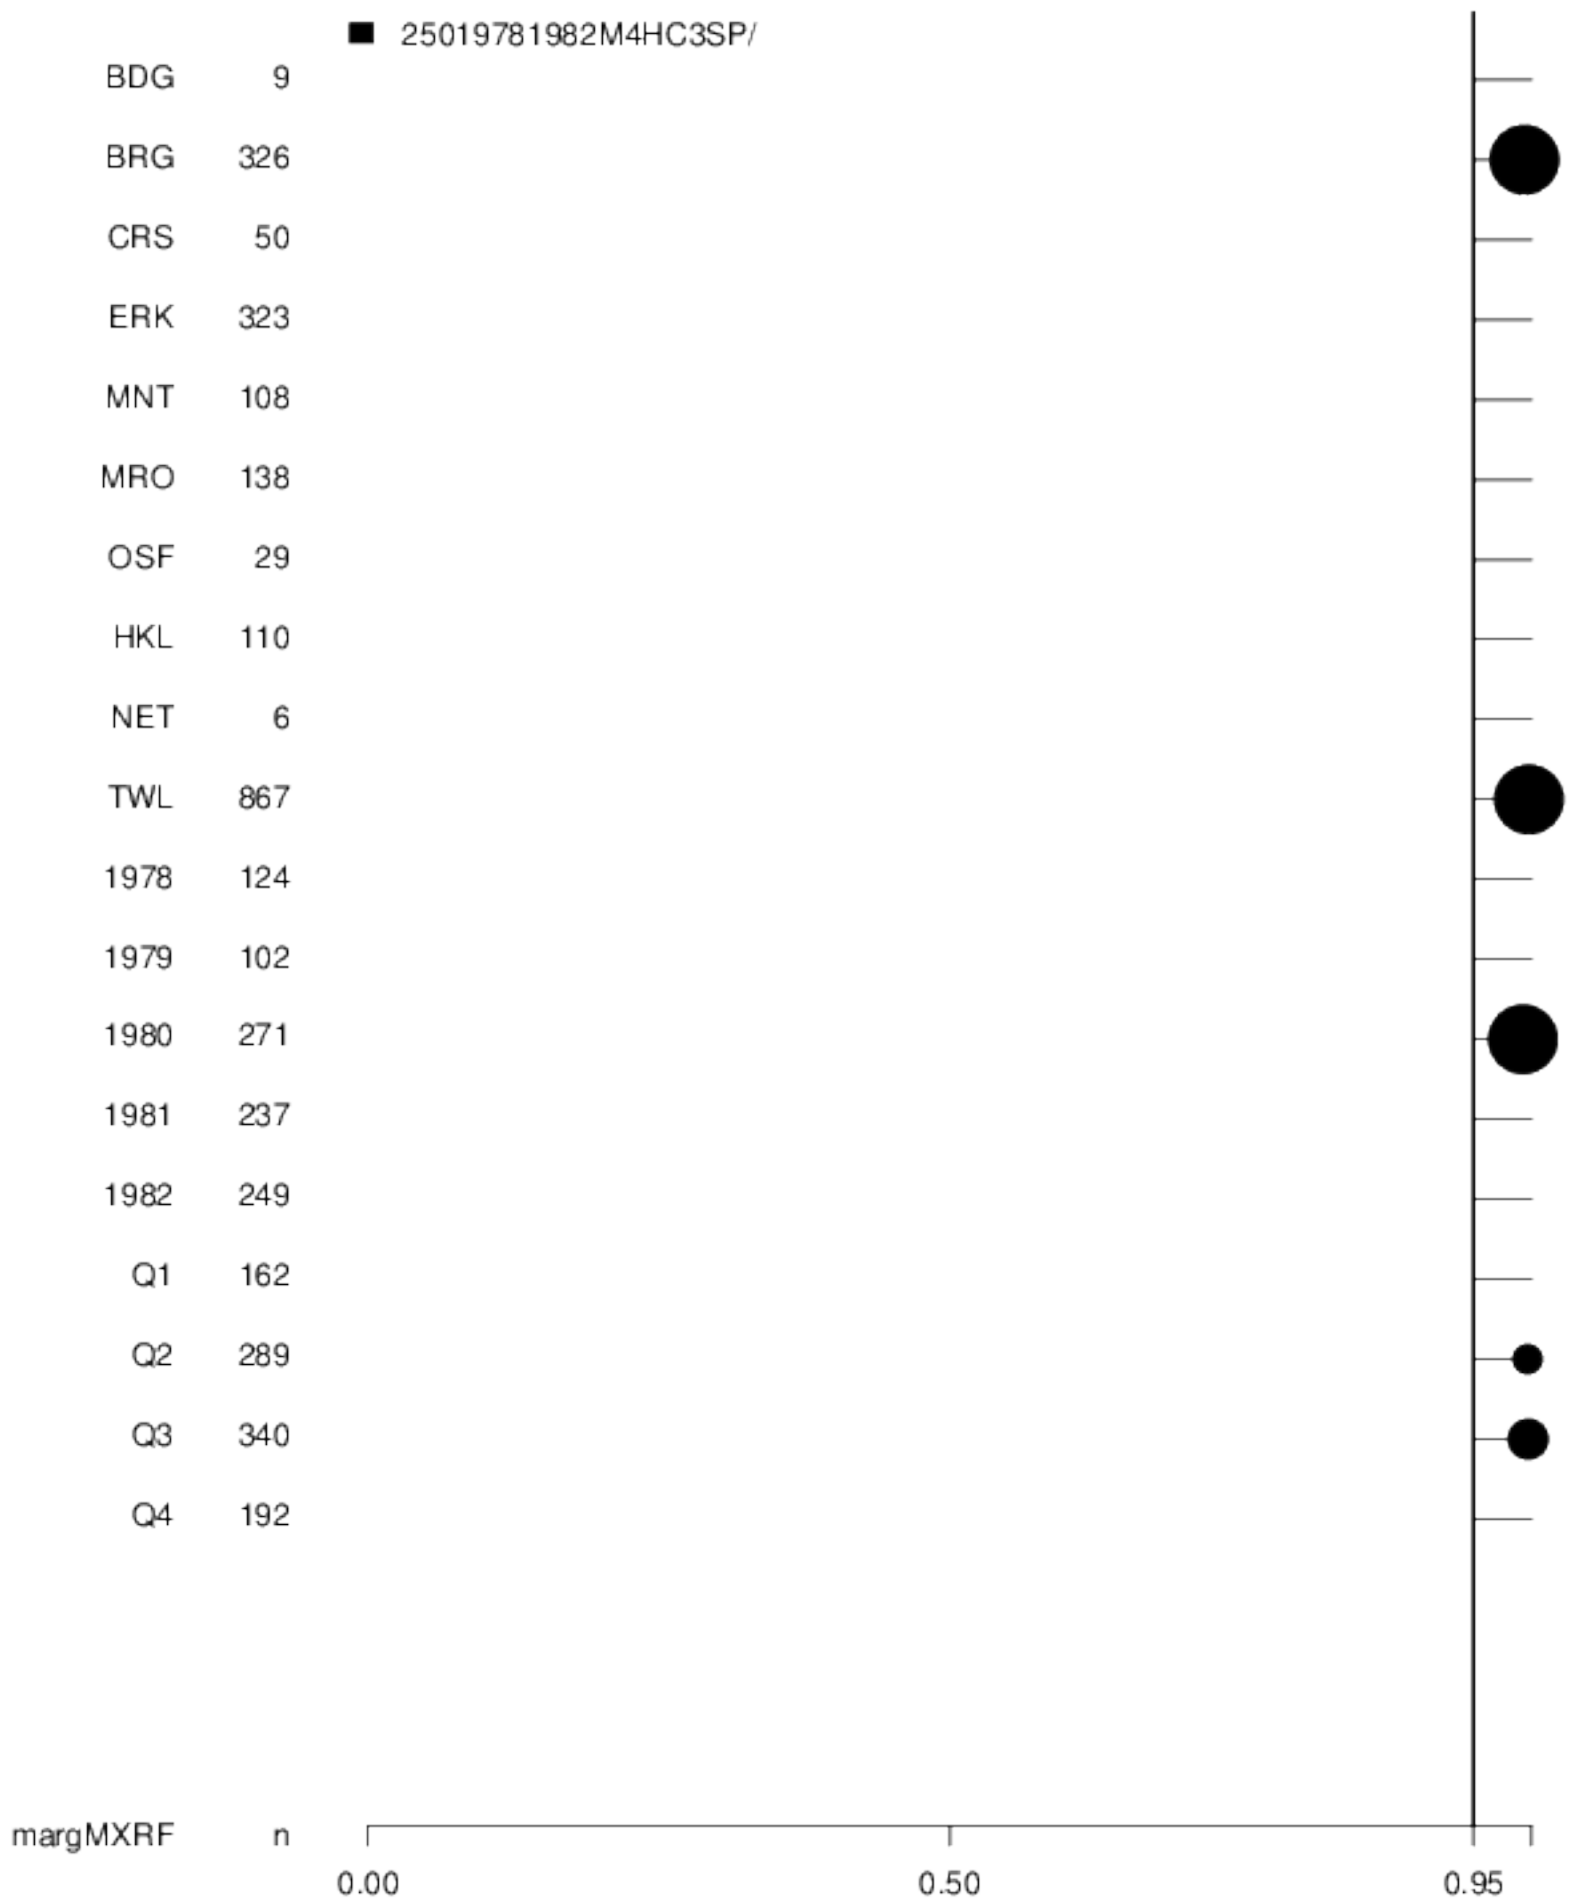 25019781982M4HC3SP/
BDG 9
BRG 326
CRS 50
ERK 323
MNT 108
MRO 138
OSF 29
HKL 110
NET 6
TWL 867
1978 124
1979 102
1980 271
1981 237
1982 249
Q1 162
Q2 289
Q3 340
Q4 192
margMXRF n
0.00 0.50 0.95